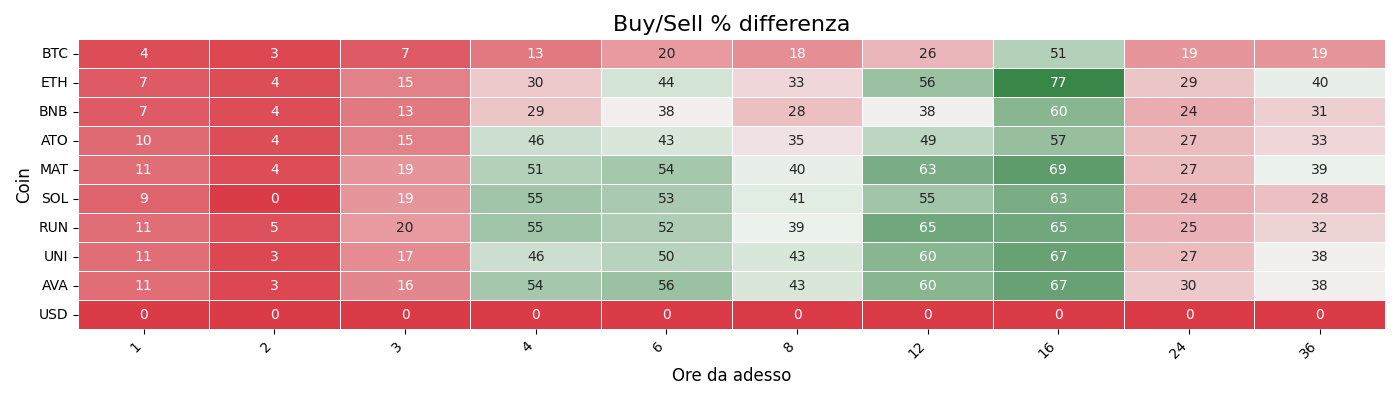 Buy/Sell % differenza
Coin
BTC 4 3 7 13 20 18 26 51 19 19
ETH 7 4 15 30 44 33 56 77 29 40
BNB 7 4 13 29 38 28 38 60 24 31
ATO 10 4 15 46 43 35 49 57 27 33
MAT 11 4 19 51 54 40 63 69 27 39
SOL 9 0 19 55 53 41 55 63 24 28
RUN 11 5 20 55 52 39 65 65 25 32
UNI 11 3 17 46 50 43 60 67 27 38
AVA 11 3 16 54 56 43 60 67 30 38
USD 0 0 0 0 0 0 0 0 0 0
1 2 3 4 6 8 12 16 24 36
Ore da adesso